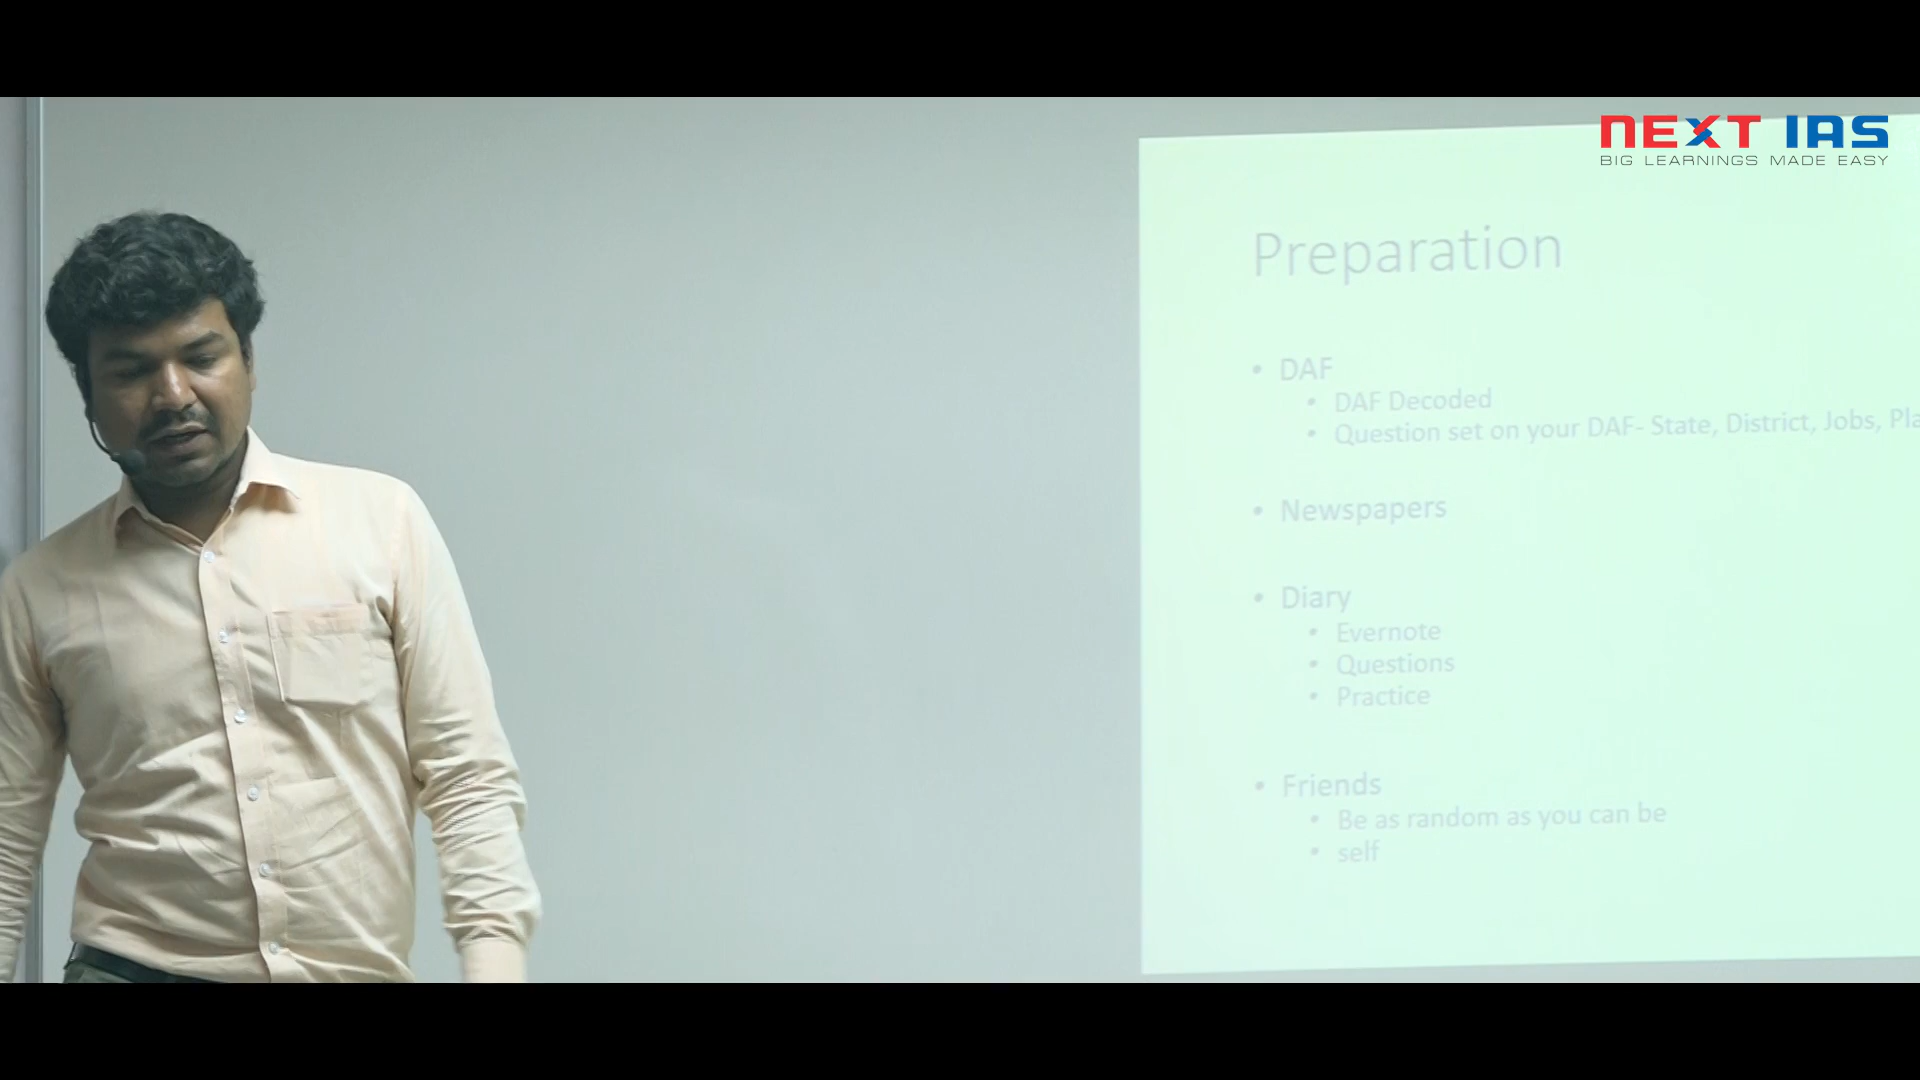 NEXT IAS
BIG LEARNINGS MADE EASY
Preparation
• DAF
• DAF Decoded
• Question set on your DAF- State, District, Jobs,
• Newspapers
• Diary
• Evernote
• Questions
• Practice
• Friends
• Be as random as you can be
• self